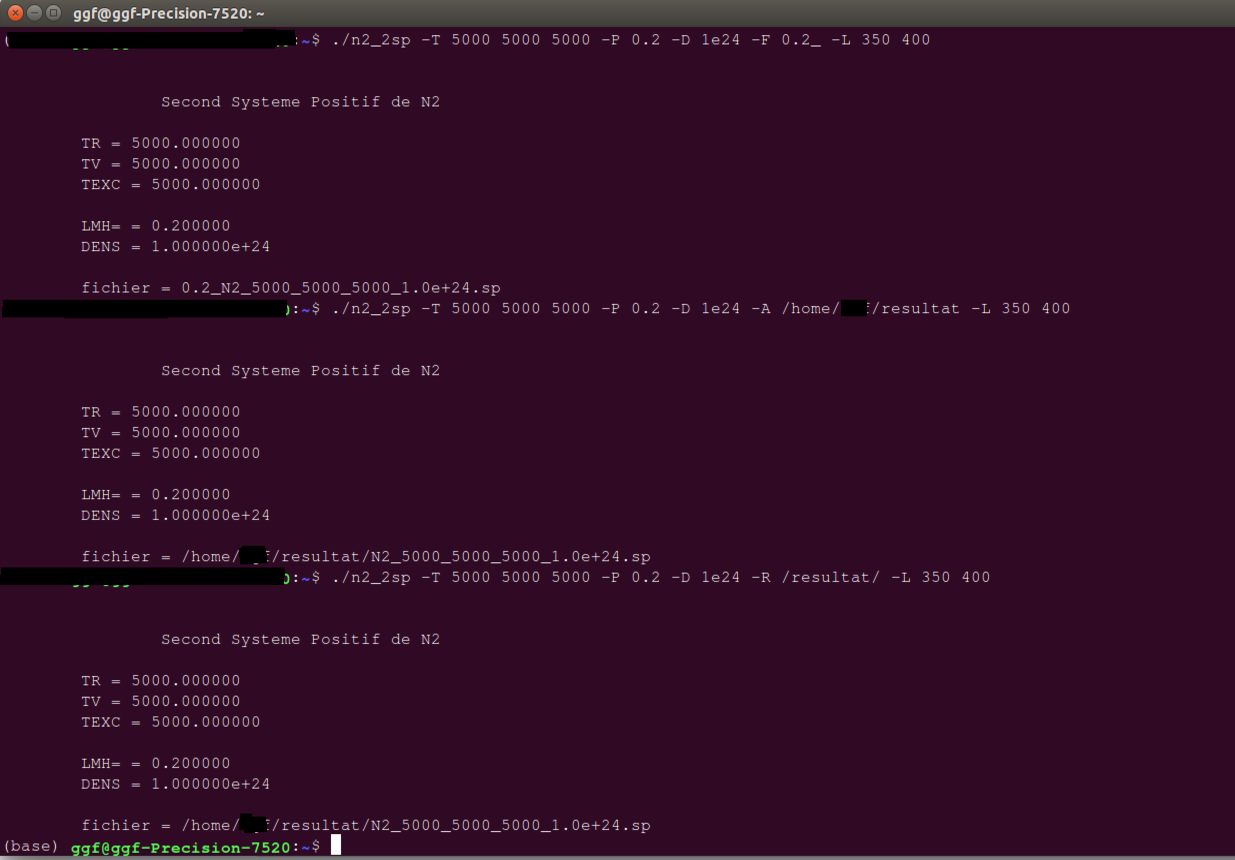 ggf@ggf-Precision-7520: ~
:~$ ./n2_2sp -T 5000 5000 5000 -P 0.2 -D 1e24 -F 0.2_ -L 350 400
Second Systeme Positif de N2
TR = 5000.000000
TV = 5000.000000
TEXC = 5000.000000
LMH= = 0.200000
DENS = 1.000000e+24
fichier = 0.2_N2_5000_5000_5000_1.0e+24.sp
:~$ ./n2_2sp -T 5000 5000 5000 -P 0.2 -D 1e24 -A /home/ /resultat -L 350 400
Second Systeme Positif de N2
TR = 5000.000000
TV = 5000.000000
TEXC = 5000.000000
LMH= = 0.200000
DENS = 1.000000e+24
fichier = /home/ /resultat/N2_5000_5000_5000_1.0e+24.sp
:~$ ./n2_2sp -T 5000 5000 5000 -P 0.2 -D 1e24 -R /resultat/ -L 350 400
Second Systeme Positif de N2
TR = 5000.000000
TV = 5000.000000
TEXC = 5000.000000
LMH= = 0.200000
DENS = 1.000000e+24
fichier = /home/ /resultat/N2_5000_5000_5000_1.0e+24.sp
(base) ggf@ggf-Precision-7520:~$